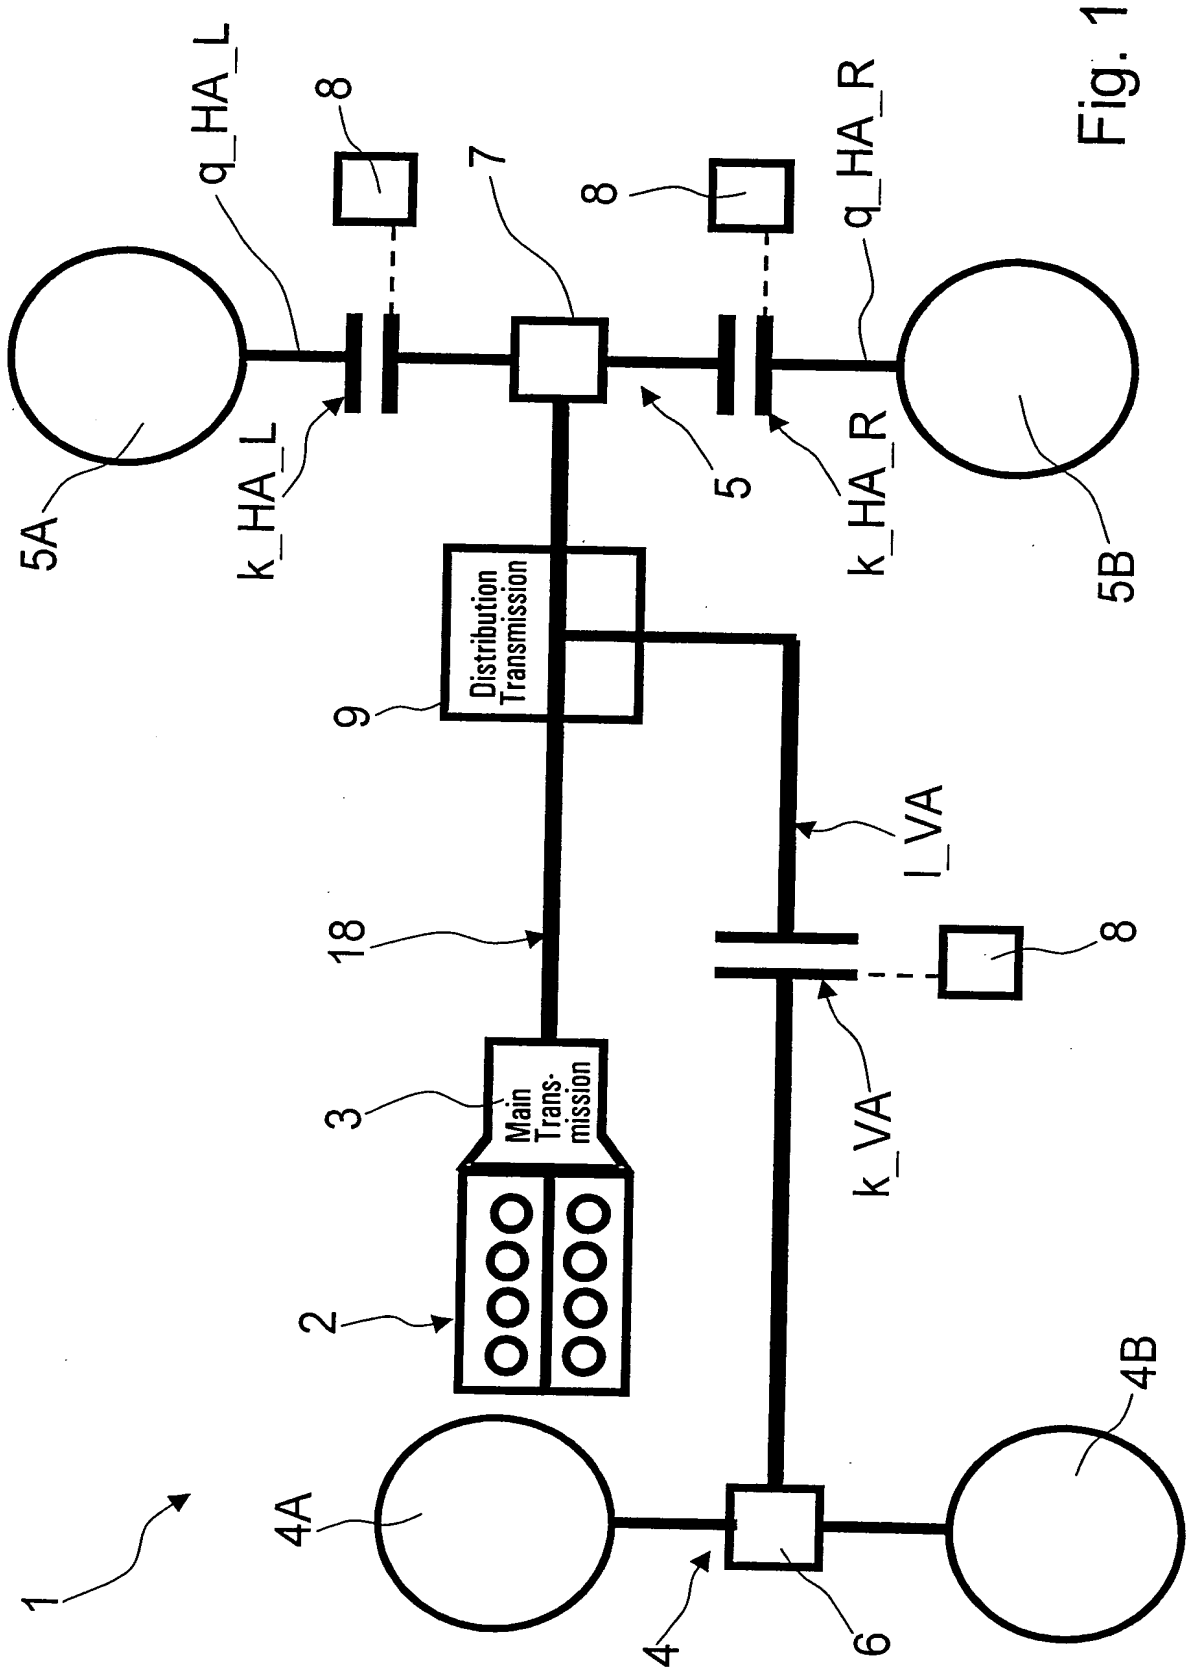 1
4A
4
6
4B
2
3
Main
Trans-
mission
18
k_VA
8
l_VA
9
Distribution
Transmission
5A
k_HA_L
q_HA_L
8
7
5
8
k_HA_R
q_HA_R
5B
Fig. 1